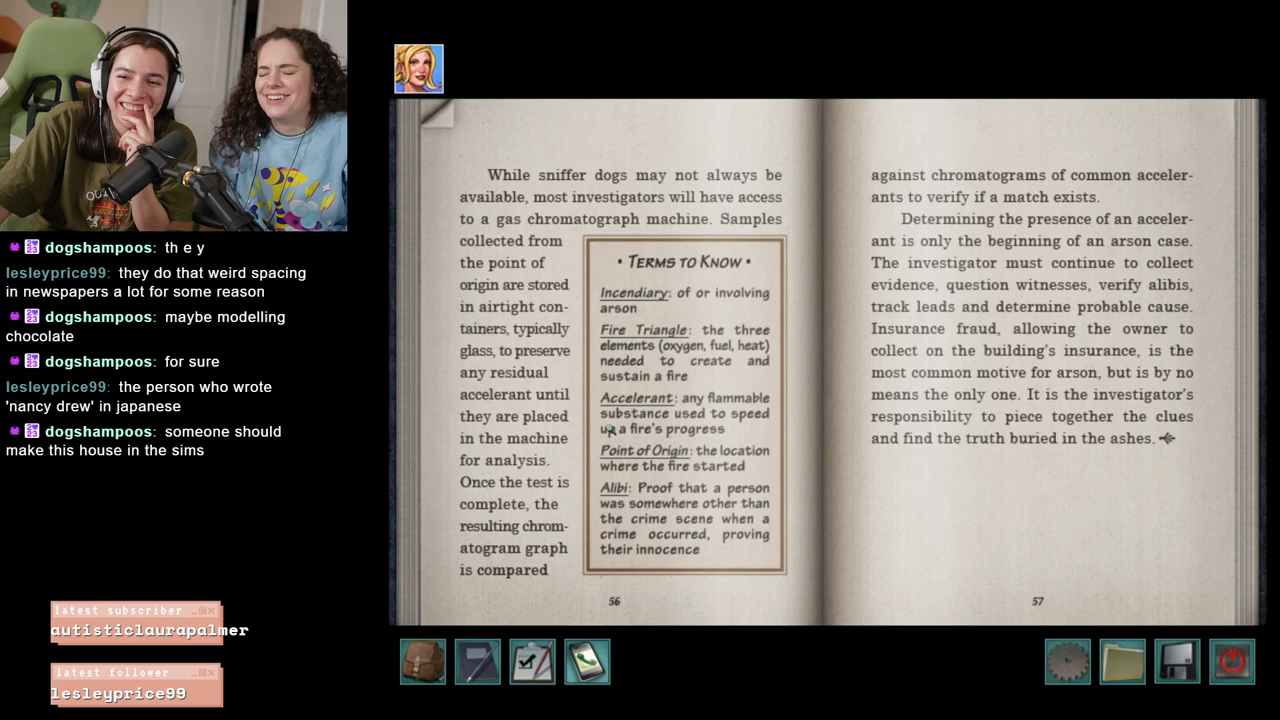 dogshampoos: th e y
lesleyprice99: they do that weird spacing
in newspapers a lot for some reason
dogshampoos: maybe modelling
chocolate
dogshampoos: for sure
lesleyprice99: the person who wrote
'nancy drew' in japanese
dogshampoos: someone should
make this house in the sims
latest subscriber
autisticlaurapalmer
latest follower
lesleyprice99
While sniffer dogs may not always be
available, most investigators will have access
to a gas chromatograph machine. Samples
collected from
the point of
origin are stored
in airtight con-
tainers, typically
glass, to preserve
any residual
accelerant until
they are placed
in the machine
for analysis.
Once the test is
complete, the
resulting chrom-
atogram graph
is compared
• TERMS TO KNOW •
Incendiary: of or involving
arson
Fire Triangle: the three
elements (oxygen, fuel, heat)
needed to create and
sustain a fire
Accelerant: any flammable
substance used to speed
up a fire's progress
Point of Origin: the location
where the fire started
Alibi: Proof that a person
was somewhere other than
the crime scene when a
crime occurred, proving
their innocence
56
against chromatograms of common acceler-
ants to verify if a match exists.
Determining the presence of an acceler-
ant is only the beginning of an arson case.
The investigator must continue to collect
evidence, question witnesses, verify alibis,
track leads and determine probable cause.
Insurance fraud, allowing the owner to
collect on the building's insurance, is the
most common motive for arson, but is by no
means the only one. It is the investigator's
responsibility to piece together the clues
and find the truth buried in the ashes.
57